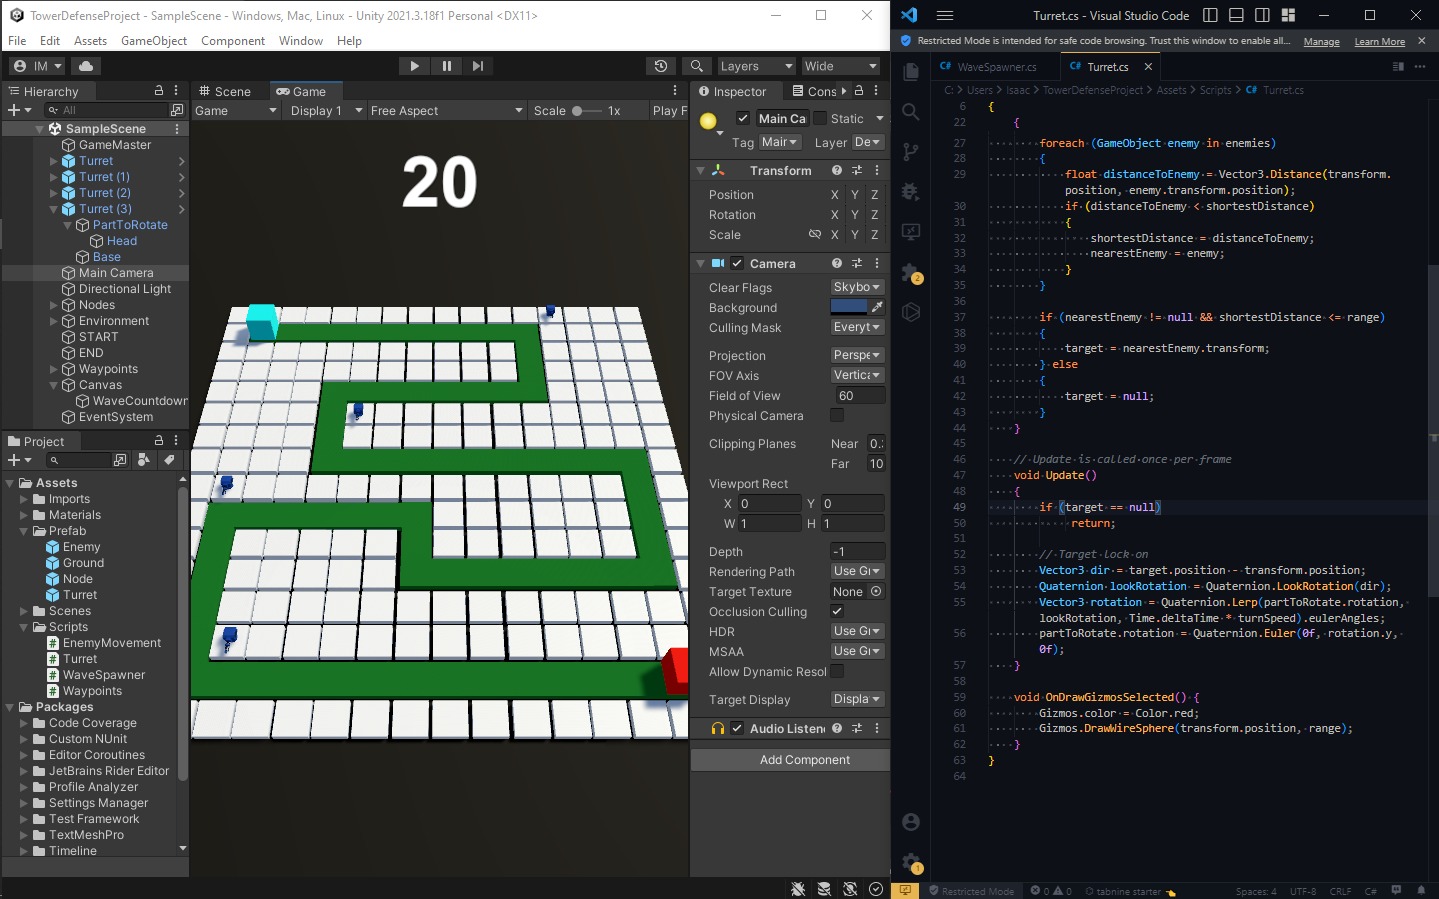 TowerDefenseProject - SampleScene - Windows, Mac, Linux - Unity 2021.3.18f1 Personal <DX11>
File Edit Assets GameObject Component Window Help
IM
Layers
Wide
Hierarchy
All
SampleScene
GameMaster
Turret
Turret (1)
Turret (2)
Turret (3)
PartToRotate
Head
Base
Main Camera
Directional Light
Nodes
Environment
START
END
Waypoints
Canvas
WaveCountdown
EventSystem
Project
Assets
Imports
Materials
Prefab
Enemy
Ground
Node
Turret
Scenes
Scripts
EnemyMovement
Turret
WaveSpawner
Waypoints
Packages
Code Coverage
Custom NUnit
Editor Coroutines
JetBrains Rider Editor
Profile Analyzer
Settings Manager
Test Framework
TextMeshPro
Timeline
Scene
Game
Game
Display 1
Free Aspect
Scale
1x
Play F
20
Inspector
Cons
Main Ca
Static
Tag Mair
Layer De
Transform
Position X Y Z
Rotation X Y Z
Scale X Y Z
Camera
Clear Flags Skybo
Background
Culling Mask Everyt
Projection Perspe
FOV Axis Vertica
Field of View 60
Physical Camera
Clipping Planes Near 0.
Far 10
Viewport Rect
X 0 Y 0
W 1 H 1
Depth -1
Rendering Path Use Gr
Target Texture None
Occlusion Culling
HDR Use Gr
MSAA Use Gr
Allow Dynamic Resol
Target Display Displa
Audio Listen
Add Component
Turret.cs - Visual Studio Code
Restricted Mode is intended for safe code browsing. Trust this window to enable all... Manage Learn More
WaveSpawner.cs
Turret.cs
C: > Users > Isaac > TowerDefenseProject > Assets > Scripts > Turret.cs
6 {
22 {
27 foreach (GameObject enemy in enemies)
28 {
29 float distanceToEnemy = Vector3.Distance(transform.
position, enemy.transform.position);
30 if (distanceToEnemy < shortestDistance)
31 {
32 shortestDistance = distanceToEnemy;
33 nearestEnemy = enemy;
34 }
35 }
36
37 if (nearestEnemy != null && shortestDistance <= range)
38 {
39 target = nearestEnemy.transform;
40 } else
41 {
42 target = null;
43 }
44 }
45
46 // Update is called once per frame
47 void Update()
48 {
49 if (target == null)
50 return;
51
52 // Target lock on
53 Vector3 dir = target.position - transform.position;
54 Quaternion lookRotation = Quaternion.LookRotation(dir);
55 Vector3 rotation = Quaternion.Lerp(partToRotate.rotation,
lookRotation, Time.deltaTime * turnSpeed).eulerAngles;
56 partToRotate.rotation = Quaternion.Euler(0f, rotation.y,
0f);
57 }
58
59 void OnDrawGizmosSelected() {
60 Gizmos.color = Color.red;
61 Gizmos.DrawWireSphere(transform.position, range);
62 }
63 }
64
2
1
Restricted Mode 0 0 tabnine starter Spaces: 4 UTF-8 CRLF C#